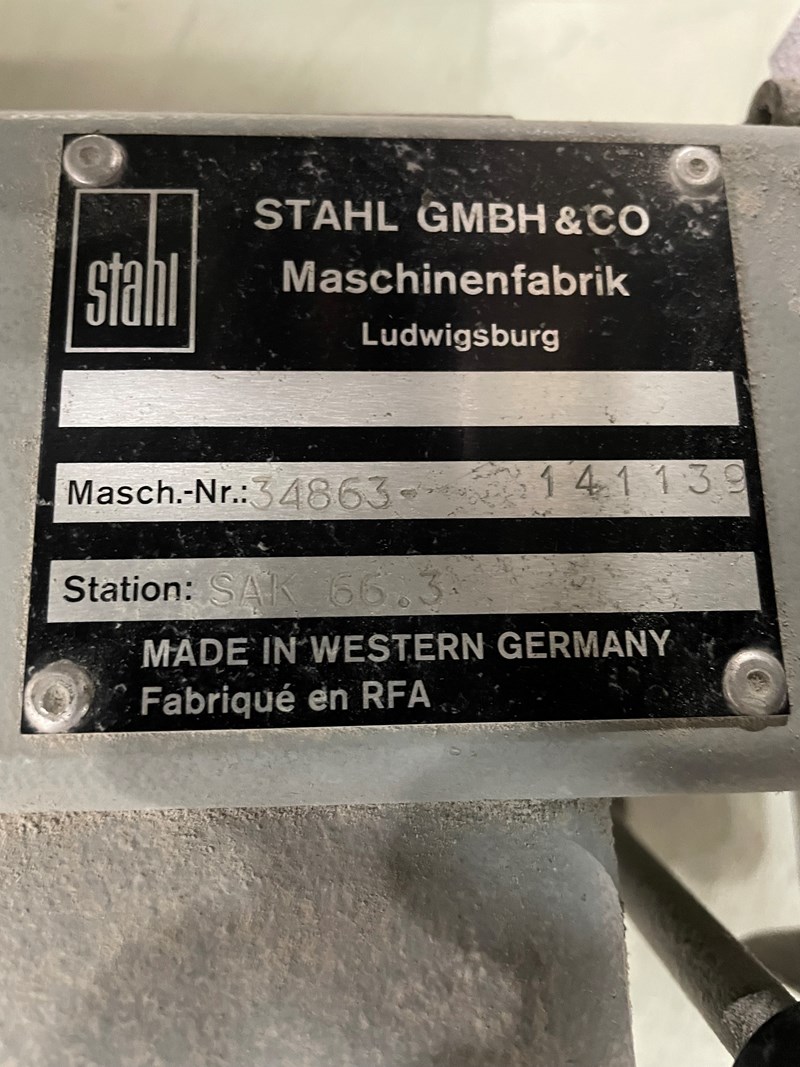 stahl
STAHL GMBH & CO
Maschinenfabrik
Ludwigsburg
Masch.-Nr.: 34863- 141139
Station: SAK 66.3
MADE IN WESTERN GERMANY
Fabriqué en RFA